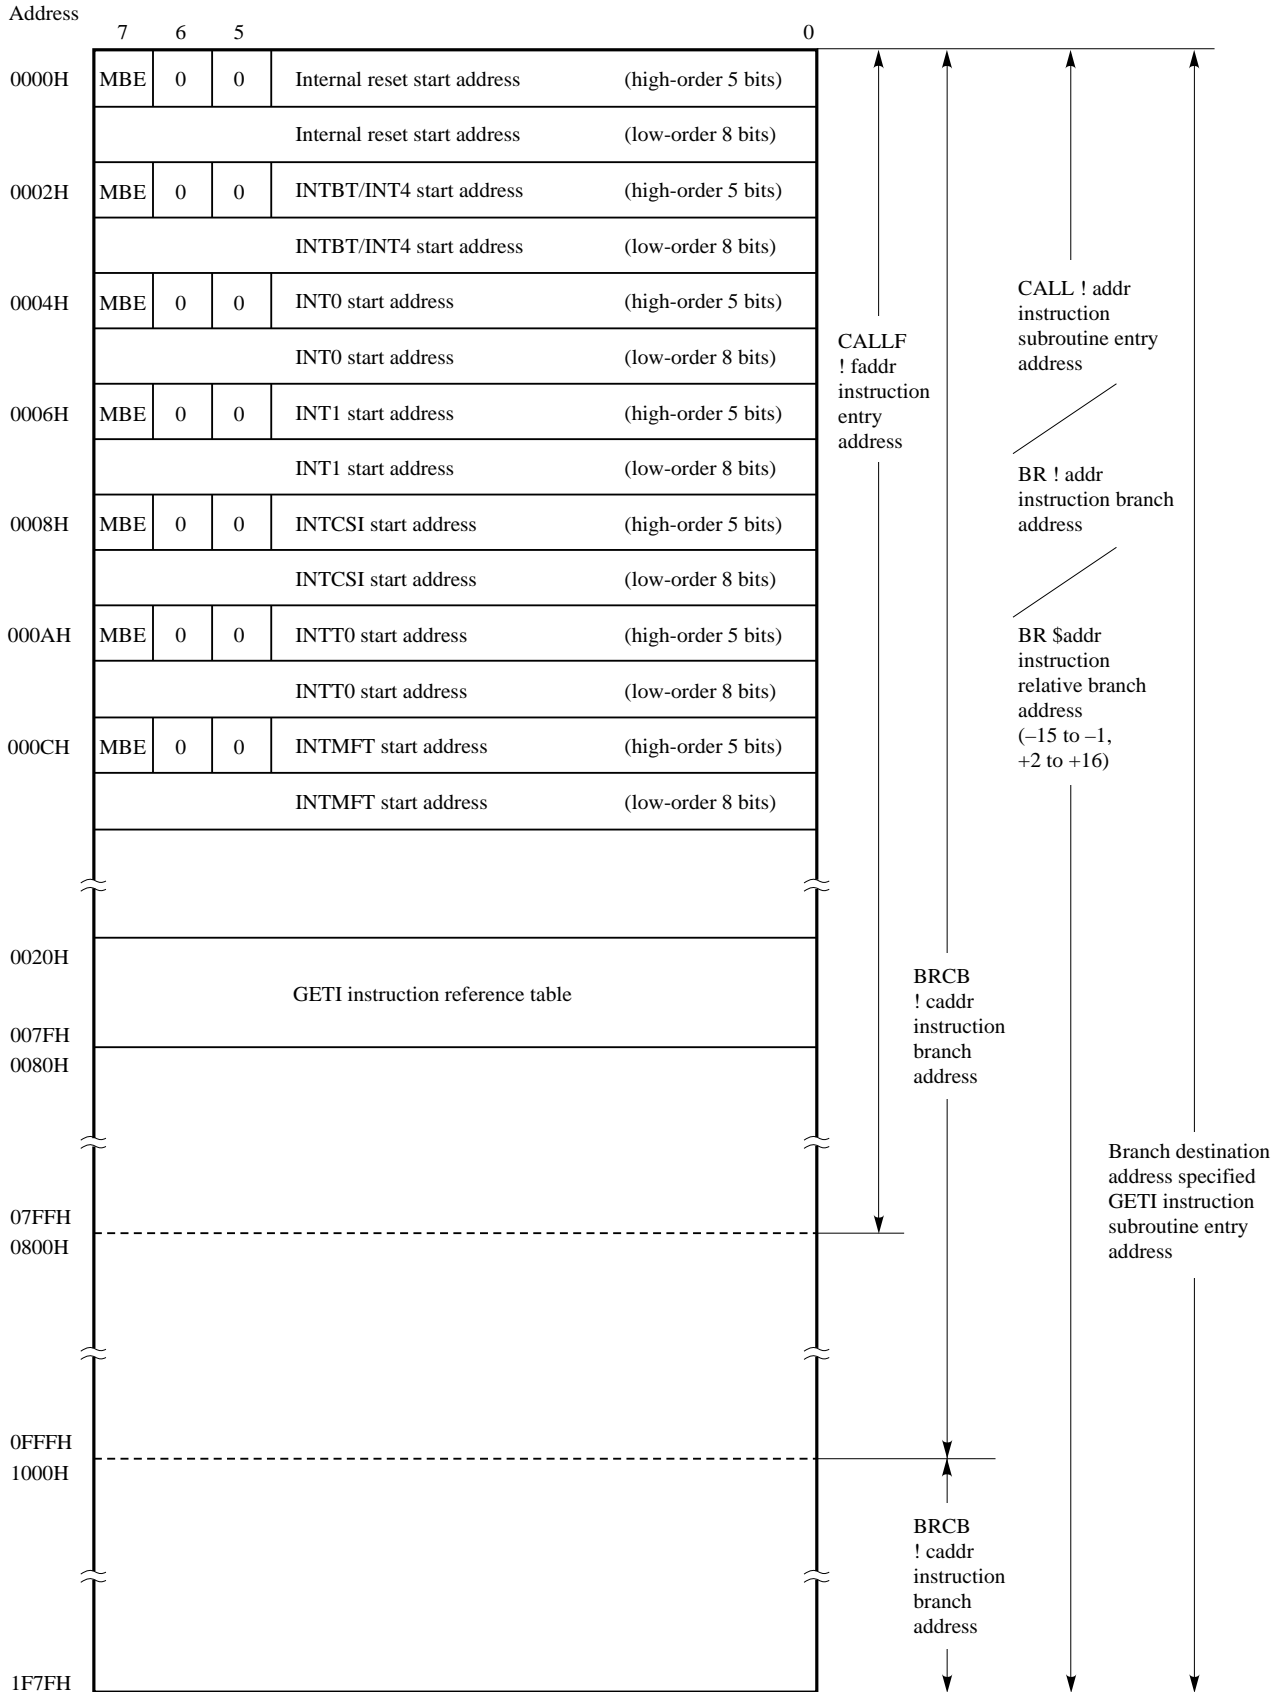 Address
7 6 5 0
0000H MBE 0 0 Internal reset start address (high-order 5 bits)
Internal reset start address (low-order 8 bits)
0002H MBE 0 0 INTBT/INT4 start address (high-order 5 bits)
INTBT/INT4 start address (low-order 8 bits)
0004H MBE 0 0 INT0 start address (high-order 5 bits)
INT0 start address (low-order 8 bits)
0006H MBE 0 0 INT1 start address (high-order 5 bits)
INT1 start address (low-order 8 bits)
0008H MBE 0 0 INTCSI start address (high-order 5 bits)
INTCSI start address (low-order 8 bits)
000AH MBE 0 0 INTT0 start address (high-order 5 bits)
INTT0 start address (low-order 8 bits)
000CH MBE 0 0 INTMFT start address (high-order 5 bits)
INTMFT start address (low-order 8 bits)
0020H
GETI instruction reference table
007FH
0080H
07FFH
0800H
0FFFH
1000H
1F7FH
CALLF
! faddr
instruction
entry
address
BRCB
! caddr
instruction
branch
address
BRCB
! caddr
instruction
branch
address
CALL ! addr
instruction
subroutine entry
address
BR ! addr
instruction branch
address
BR $addr
instruction
relative branch
address
(–15 to –1,
+2 to +16)
Branch destination
address specified
GETI instruction
subroutine entry
address